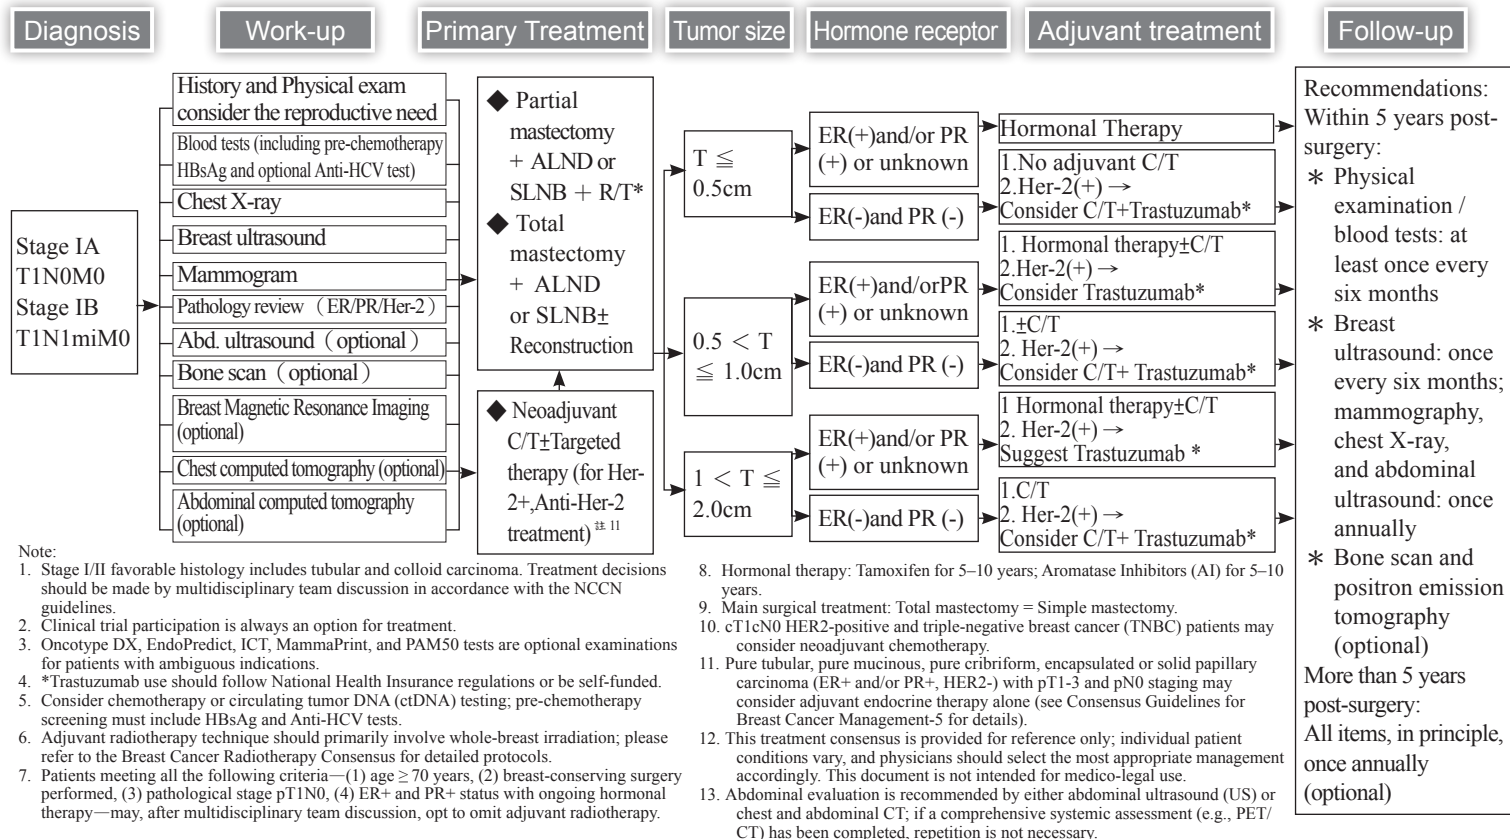 Diagnosis
Work-up
Primary Treatment
Tumor size
Hormone receptor
Adjuvant treatment
Follow-up
Stage IA
T1N0M0
Stage IB
T1N1miM0
History and Physical exam
consider the reproductive need
Blood tests (including pre-chemotherapy
HBsAg and optional Anti-HCV test)
Chest X-ray
Breast ultrasound
Mammogram
Pathology review （ER/PR/Her-2）
Abd. ultrasound（optional）
Bone scan（optional）
Breast Magnetic Resonance Imaging
(optional)
Chest computed tomography (optional)
Abdominal computed tomography
(optional)
◆ Partial
mastectomy
+ ALND or
SLNB + R/T*
◆ Total
mastectomy
+ ALND
or SLNB±
Reconstruction
◆ Neoadjuvant
C/T±Targeted
therapy (for Her-
2+,Anti-Her-2
treatment) 註 11
T ≦
0.5cm
0.5 < T
≦ 1.0cm
1 < T ≦
2.0cm
ER(+)and/or PR
(+) or unknown
ER(-)and PR (-)
ER(+)and/orPR
(+) or unknown
ER(-)and PR (-)
ER(+)and/or PR
(+) or unknown
ER(-)and PR (-)
Hormonal Therapy
1.No adjuvant C/T
2.Her-2(+) →
Consider C/T+Trastuzumab*
1. Hormonal therapy±C/T
2.Her-2(+) →
Consider Trastuzumab*
1.±C/T
2. Her-2(+) →
Consider C/T+ Trastuzumab*
1 Hormonal therapy±C/T
2. Her-2(+) →
Suggest Trastuzumab *
1.C/T
2. Her-2(+) →
Consider C/T+ Trastuzumab*
Recommendations:
Within 5 years post-
surgery:
* Physical
examination /
blood tests: at
least once every
six months
* Breast
ultrasound: once
every six months;
mammography,
chest X-ray,
and abdominal
ultrasound: once
annually
* Bone scan and
positron emission
tomography
(optional)
More than 5 years
post-surgery:
All items, in principle,
once annually
(optional)
Note:
1. Stage I/II favorable histology includes tubular and colloid carcinoma. Treatment decisions
should be made by multidisciplinary team discussion in accordance with the NCCN
guidelines.
2. Clinical trial participation is always an option for treatment.
3. Oncotype DX, EndoPredict, ICT, MammaPrint, and PAM50 tests are optional examinations
for patients with ambiguous indications.
4. *Trastuzumab use should follow National Health Insurance regulations or be self-funded.
5. Consider chemotherapy or circulating tumor DNA (ctDNA) testing; pre-chemotherapy
screening must include HBsAg and Anti-HCV tests.
6. Adjuvant radiotherapy technique should primarily involve whole-breast irradiation; please
refer to the Breast Cancer Radiotherapy Consensus for detailed protocols.
7. Patients meeting all the following criteria—(1) age ≥ 70 years, (2) breast-conserving surgery
performed, (3) pathological stage pT1N0, (4) ER+ and PR+ status with ongoing hormonal
therapy—may, after multidisciplinary team discussion, opt to omit adjuvant radiotherapy.
8. Hormonal therapy: Tamoxifen for 5–10 years; Aromatase Inhibitors (AI) for 5–10
years.
9. Main surgical treatment: Total mastectomy = Simple mastectomy.
10. cT1cN0 HER2-positive and triple-negative breast cancer (TNBC) patients may
consider neoadjuvant chemotherapy.
11. Pure tubular, pure mucinous, pure cribriform, encapsulated or solid papillary
carcinoma (ER+ and/or PR+, HER2-) with pT1-3 and pN0 staging may
consider adjuvant endocrine therapy alone (see Consensus Guidelines for
Breast Cancer Management-5 for details).
12. This treatment consensus is provided for reference only; individual patient
conditions vary, and physicians should select the most appropriate management
accordingly. This document is not intended for medico-legal use.
13. Abdominal evaluation is recommended by either abdominal ultrasound (US) or
chest and abdominal CT; if a comprehensive systemic assessment (e.g., PET/
CT) has been completed, repetition is not necessary.